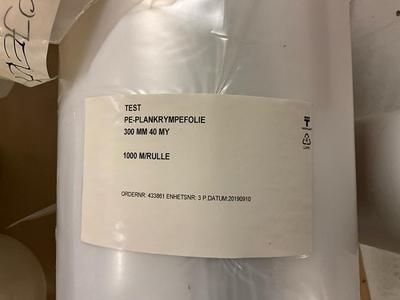 TEST
PE-PLANKRYMPEFOLIE
300 MM 40 MY
1000 M/RULLE
ORDERNR: 433861 ENHETSNR: 3 P.DATUM:20190910